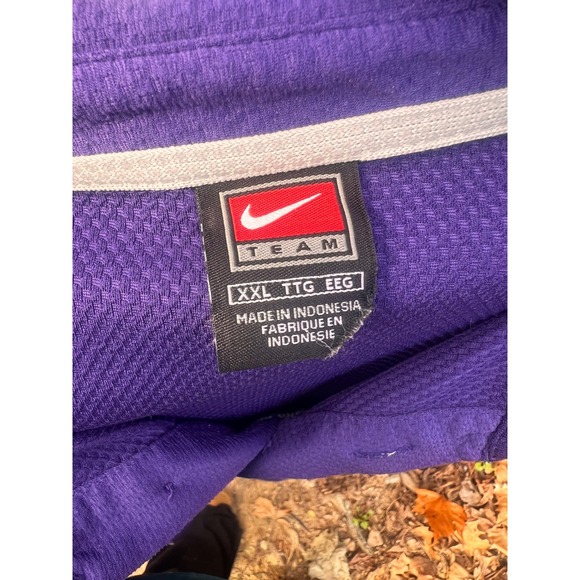 TEAM
XXL TTG EEG
MADE IN INDONESIA
FABRIQUE EN
INDONESIE